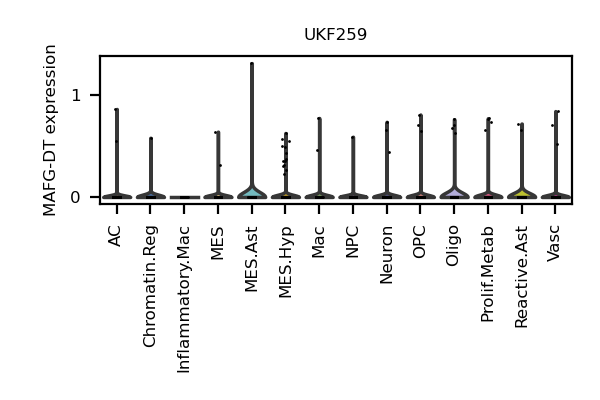 UKF259
MAFG-DT expression
1
0
AC
Chromatin.Reg
Inflammatory.Mac
MES
MES.Ast
MES.Hyp
Mac
NPC
Neuron
OPC
Oligo
Prolif.Metab
Reactive.Ast
Vasc